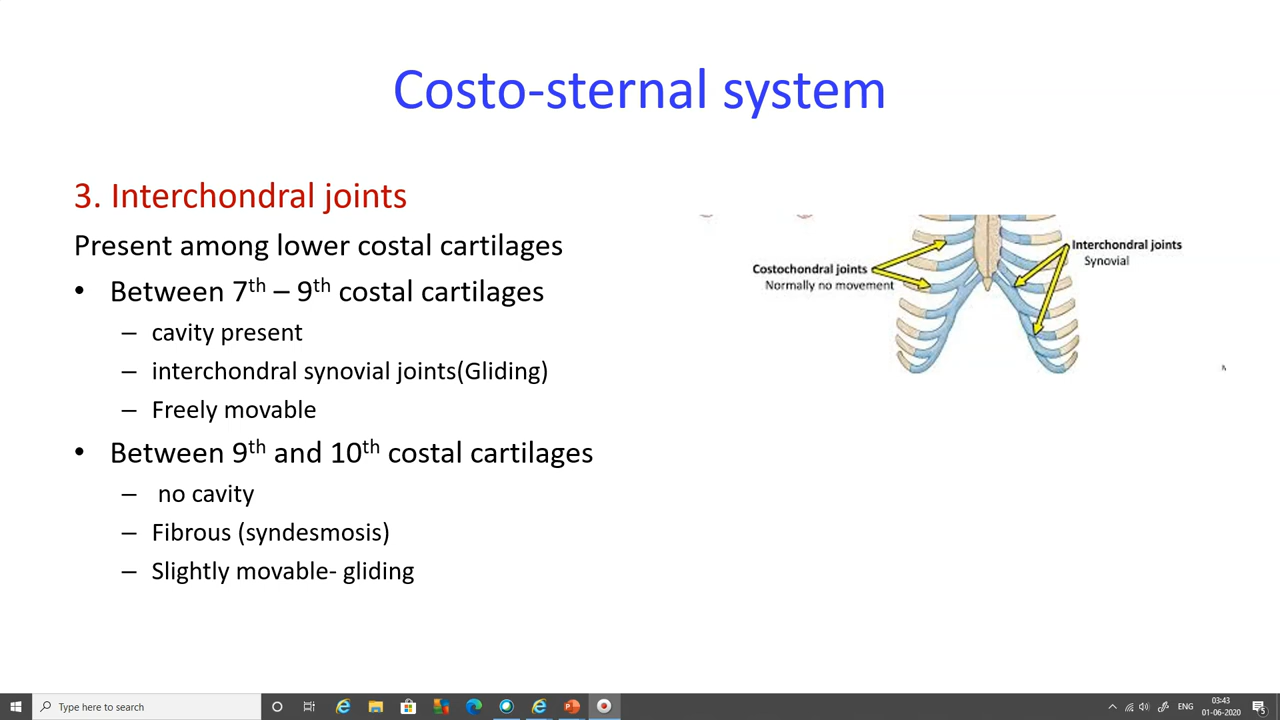 Costo-sternal system
3. Interchondral joints
Present among lower costal cartilages
• Between 7th – 9th costal cartilages
– cavity present
– interchondral synovial joints(Gliding)
– Freely movable
• Between 9th and 10th costal cartilages
– no cavity
– Fibrous (syndesmosis)
– Slightly movable- gliding
Costochondral joints
Normally no movement
Interchondral joints
Synovial
Type here to search
ENG
03:43
01-06-2020
5